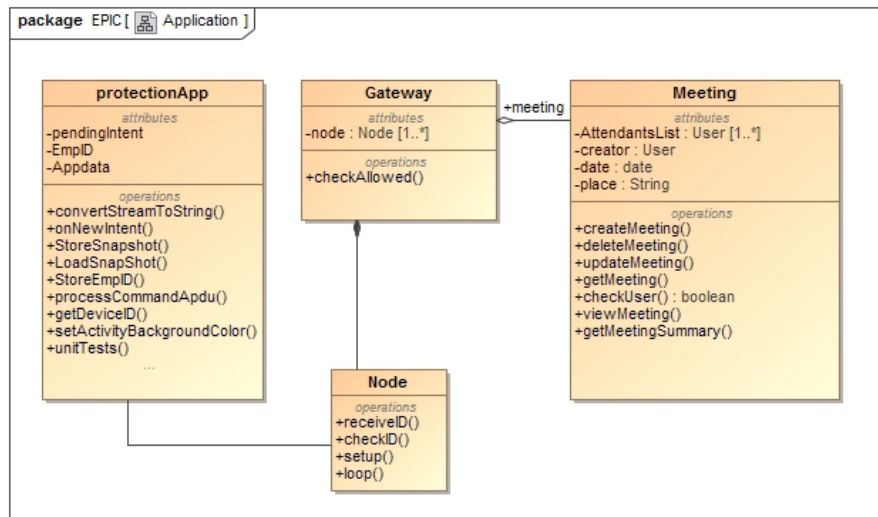 package EPIC [ Application ]
protectionApp
attributes
-pendingIntent
-EmpID
-Appdata
operations
+convertStreamToString()
+onNewIntent()
+StoreSnapshot()
+LoadSnapShot()
+StoreEmpID()
+processCommandApdu()
+getDeviceID()
+setActivityBackgroundColor()
+unitTests()
...
Gateway
attributes
-node : Node [1..*]
operations
+checkAllowed()
+meeting
Meeting
attributes
-AttendantsList : User [1..*]
-creator : User
-date : date
-place : String
operations
+createMeeting()
+deleteMeeting()
+updateMeeting()
+getMeeting()
+checkUser() : boolean
+viewMeeting()
+getMeetingSummary()
Node
operations
+receiveID()
+checkID()
+setup()
+loop()